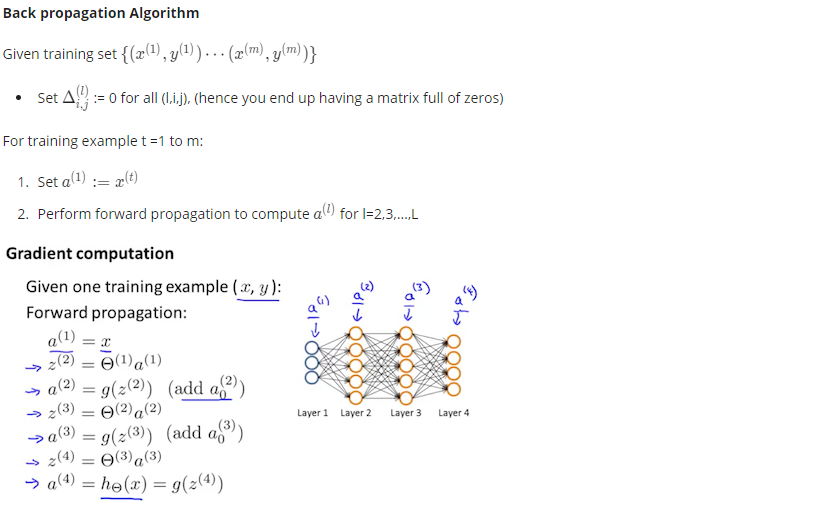 Back propagation Algorithm
Given training set {(x^{(1)}, y^{(1)}) ⋯ (x^{(m)}, y^{(m)})}
• Set Δ^{(l)}_{i,j} := 0 for all (l,i,j), (hence you end up having a matrix full of zeros)
For training example t =1 to m:
1. Set a^{(1)} := x^{(t)}
2. Perform forward propagation to compute a^{(l)} for l=2,3,...,L
Gradient computation
Given one training example (x, y):
Forward propagation:
a^{(1)} = x
→ z^{(2)} = Θ^{(1)}a^{(1)}
→ a^{(2)} = g(z^{(2)}) (add a_0^{(2)})
→ z^{(3)} = Θ^{(2)}a^{(2)}
→ a^{(3)} = g(z^{(3)}) (add a_0^{(3)})
→ z^{(4)} = Θ^{(3)}a^{(3)}
→ a^{(4)} = h_Θ(x) = g(z^{(4)})
a^{(1)} a^{(2)} a^{(3)} a^{(4)}
Layer 1 Layer 2 Layer 3 Layer 4